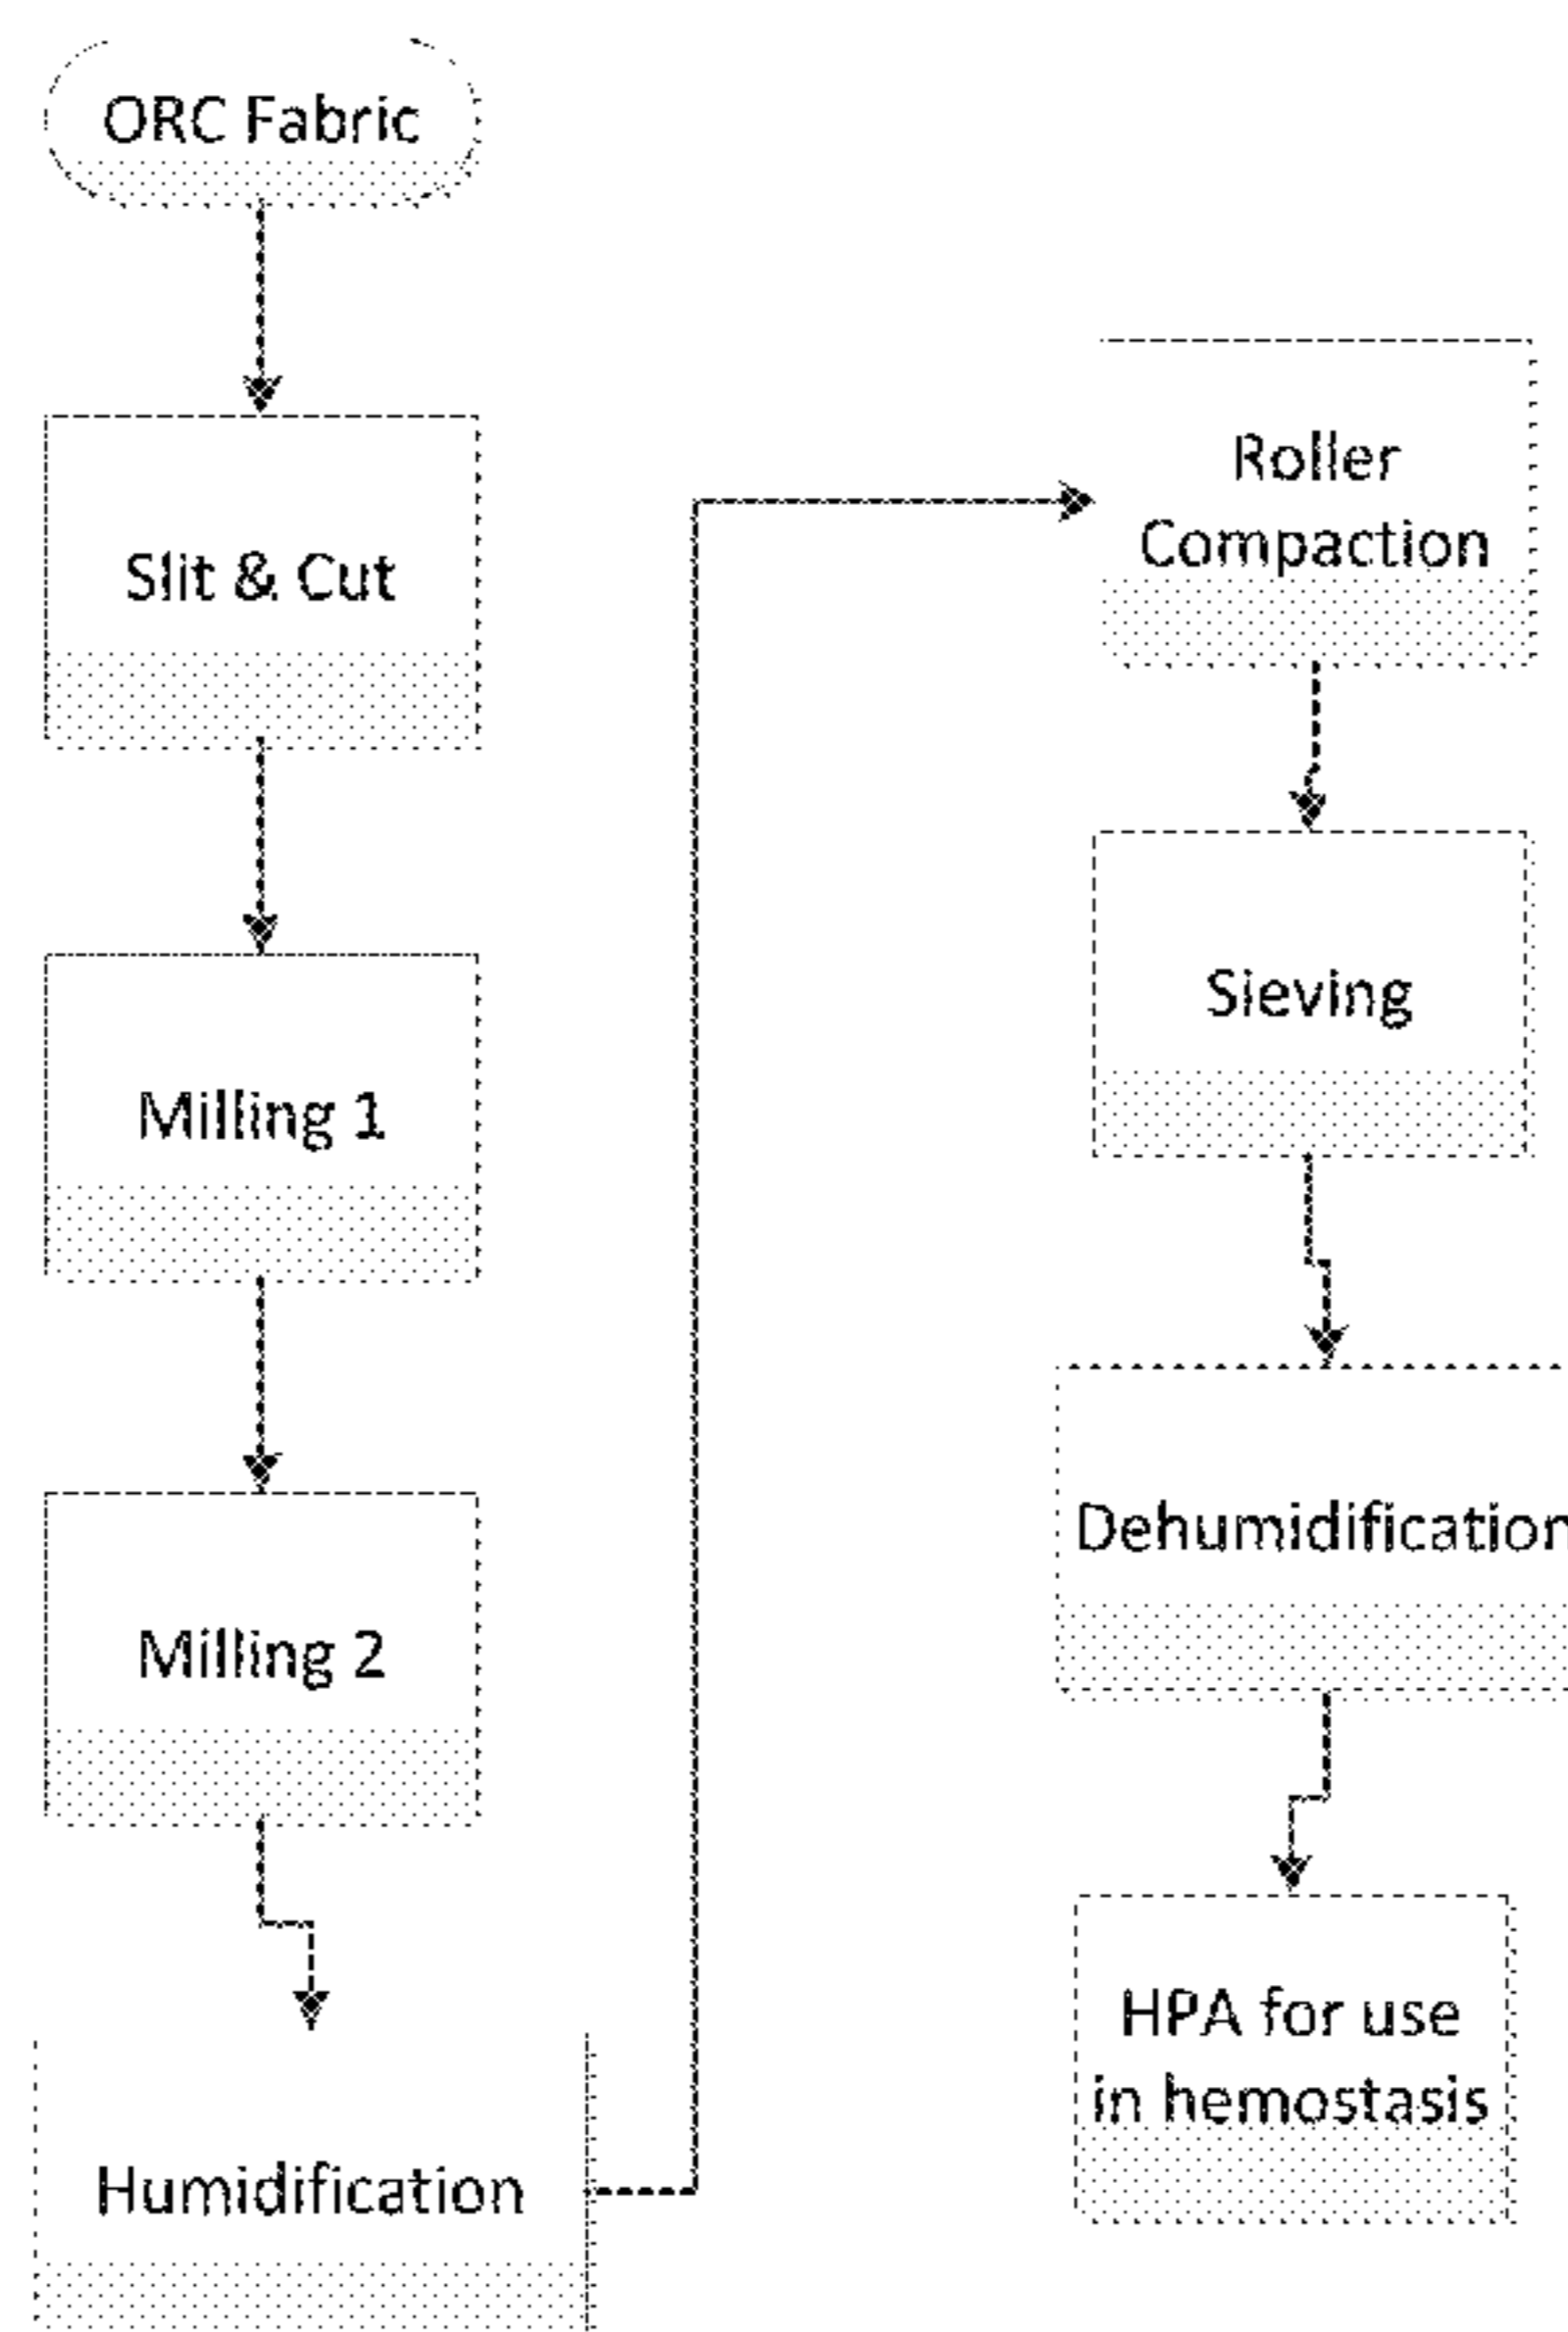 ORC Fabric
Slit & Cut
Milling 1
Milling 2
Humidification
Roller
Compaction
Sieving
Dehumidification
HPA for use
in hemostasis